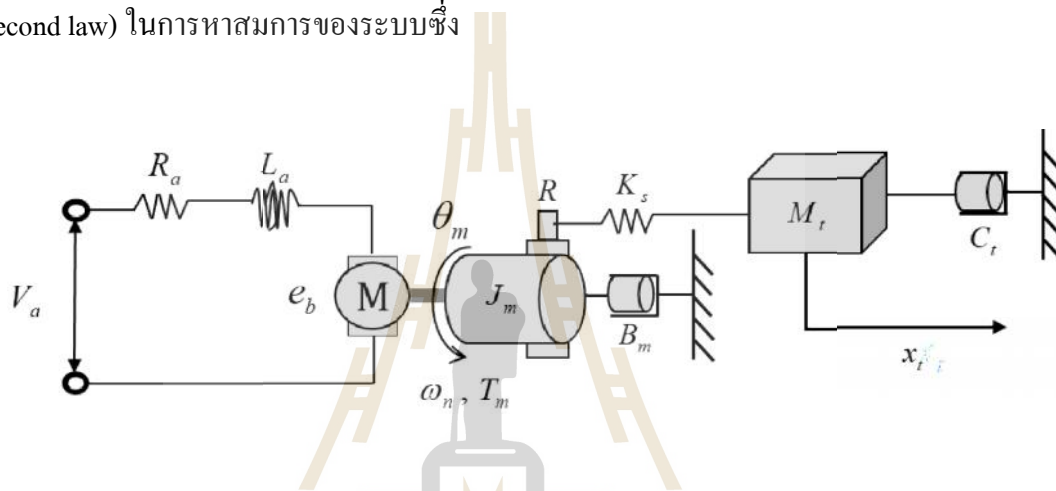 econd law) ในการหาสมการของระบบซึ่ง
R_a
L_a
R
K_s
M_t
C_t
θ_m
V_a
e_b
M
J_m
B_m
x_t
ω_n , T_m